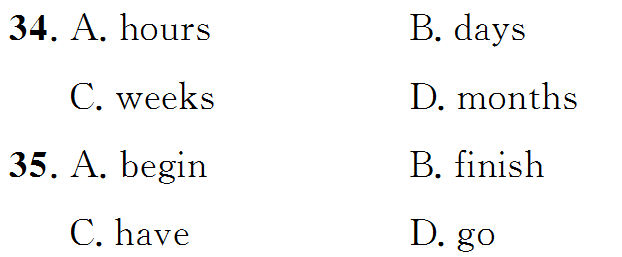 34. A. hours B. days
C. weeks D. months
35. A. begin B. finish
C. have D. go